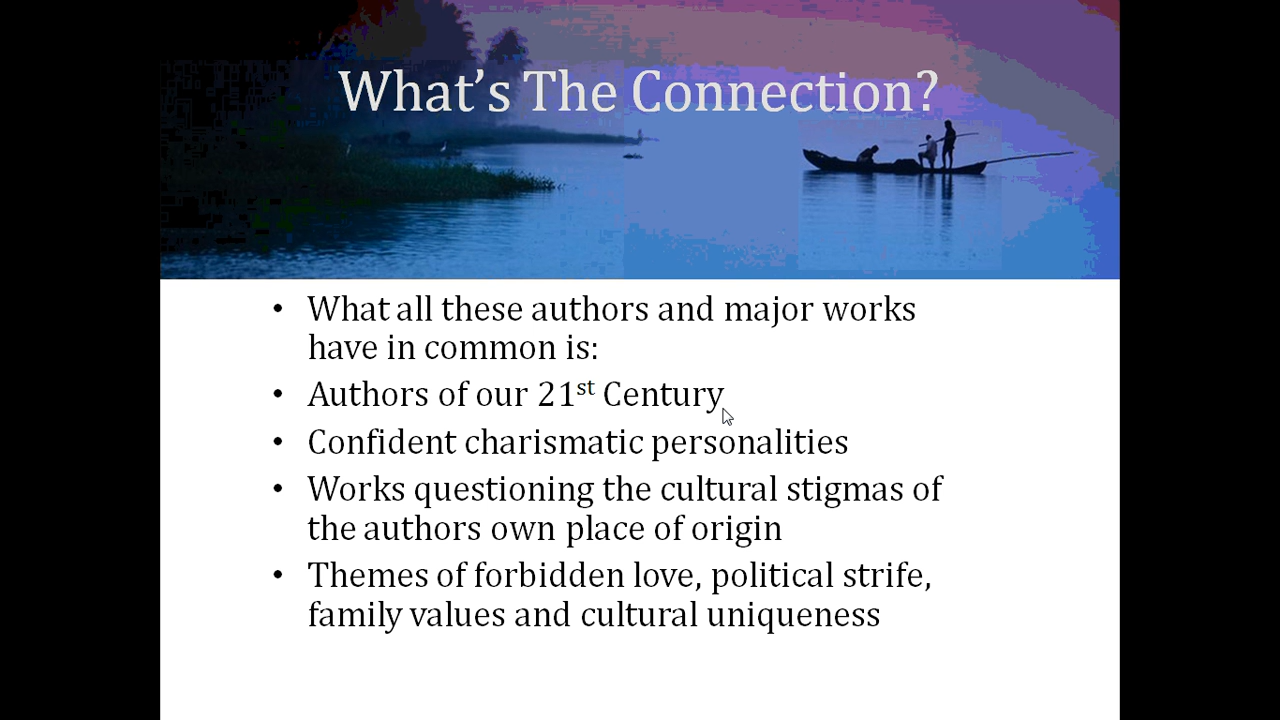 What’s The Connection?
• What all these authors and major works
have in common is:
• Authors of our 21st Century
• Confident charismatic personalities
• Works questioning the cultural stigmas of
the authors own place of origin
• Themes of forbidden love, political strife,
family values and cultural uniqueness